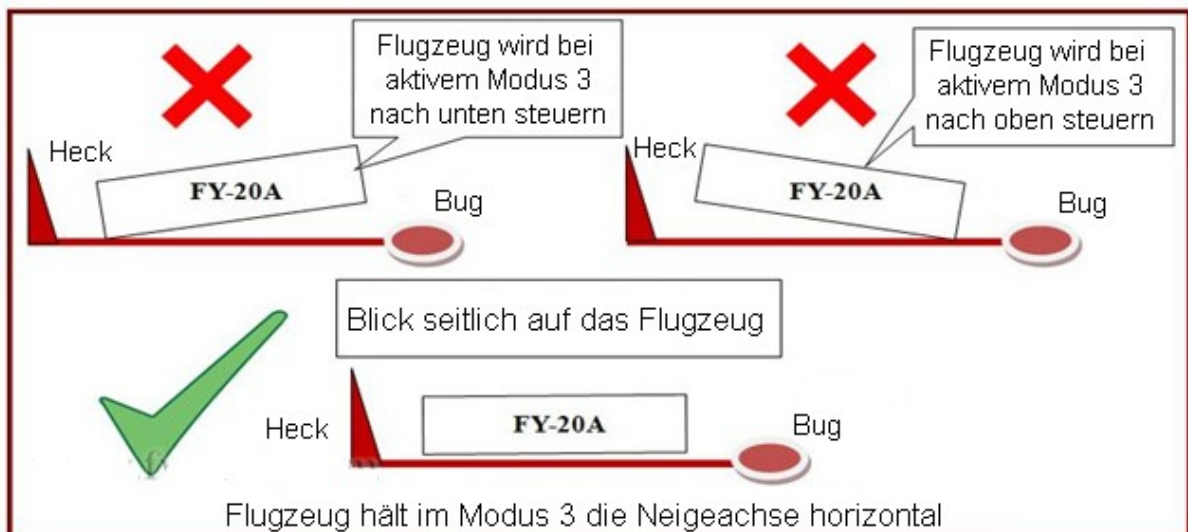 Flugzeug wird bei
aktivem Modus 3
nach unten steuern
Heck
FY-20A
Bug
Flugzeug wird bei
aktivem Modus 3
nach oben steuern
Heck
FY-20A
Bug
Blick seitlich auf das Flugzeug
Heck
FY-20A
Bug
Flugzeug hält im Modus 3 die Neigeachse horizontal